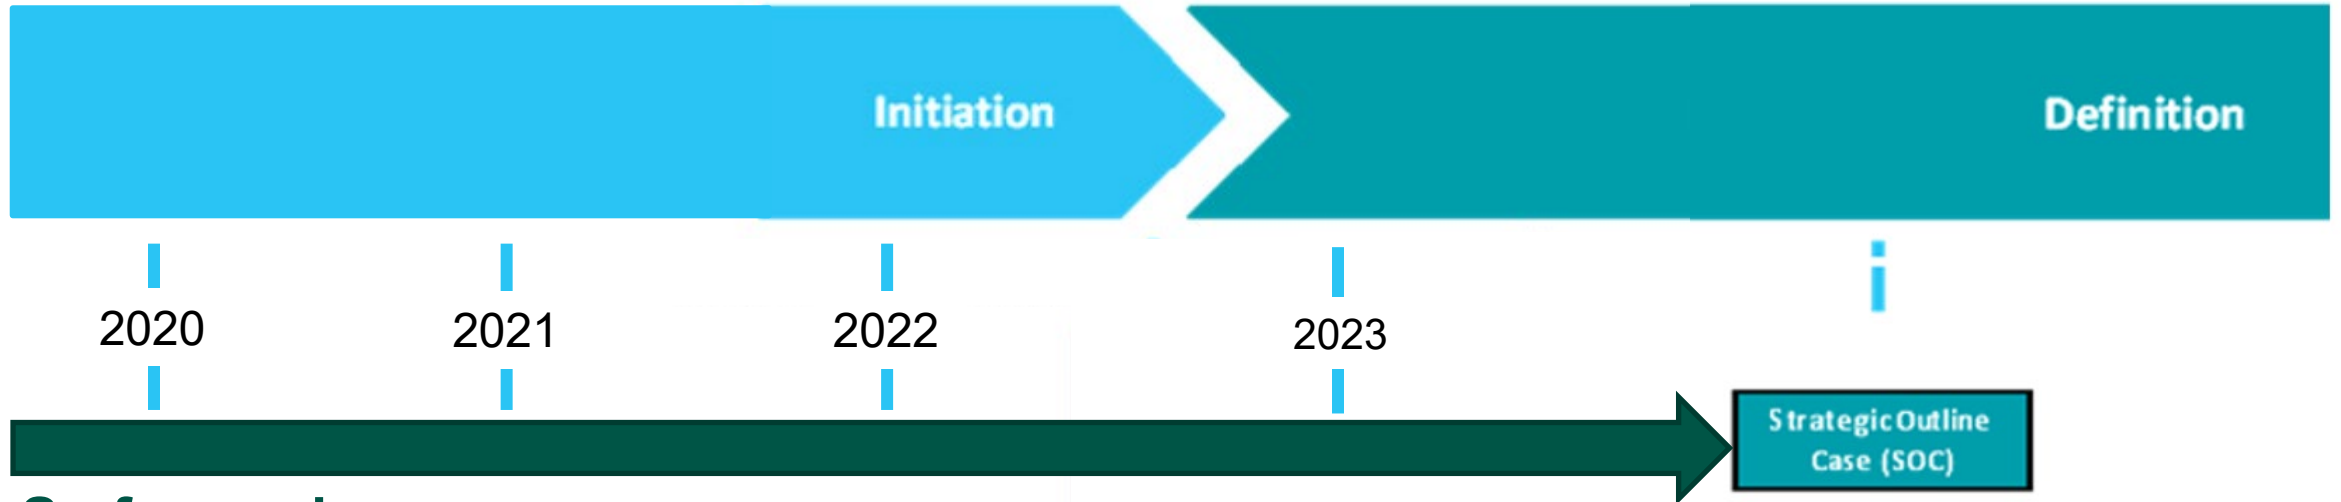 Initiation
Definition
2020
2021
2022
2023
Strategic Outline
Case (SOC)